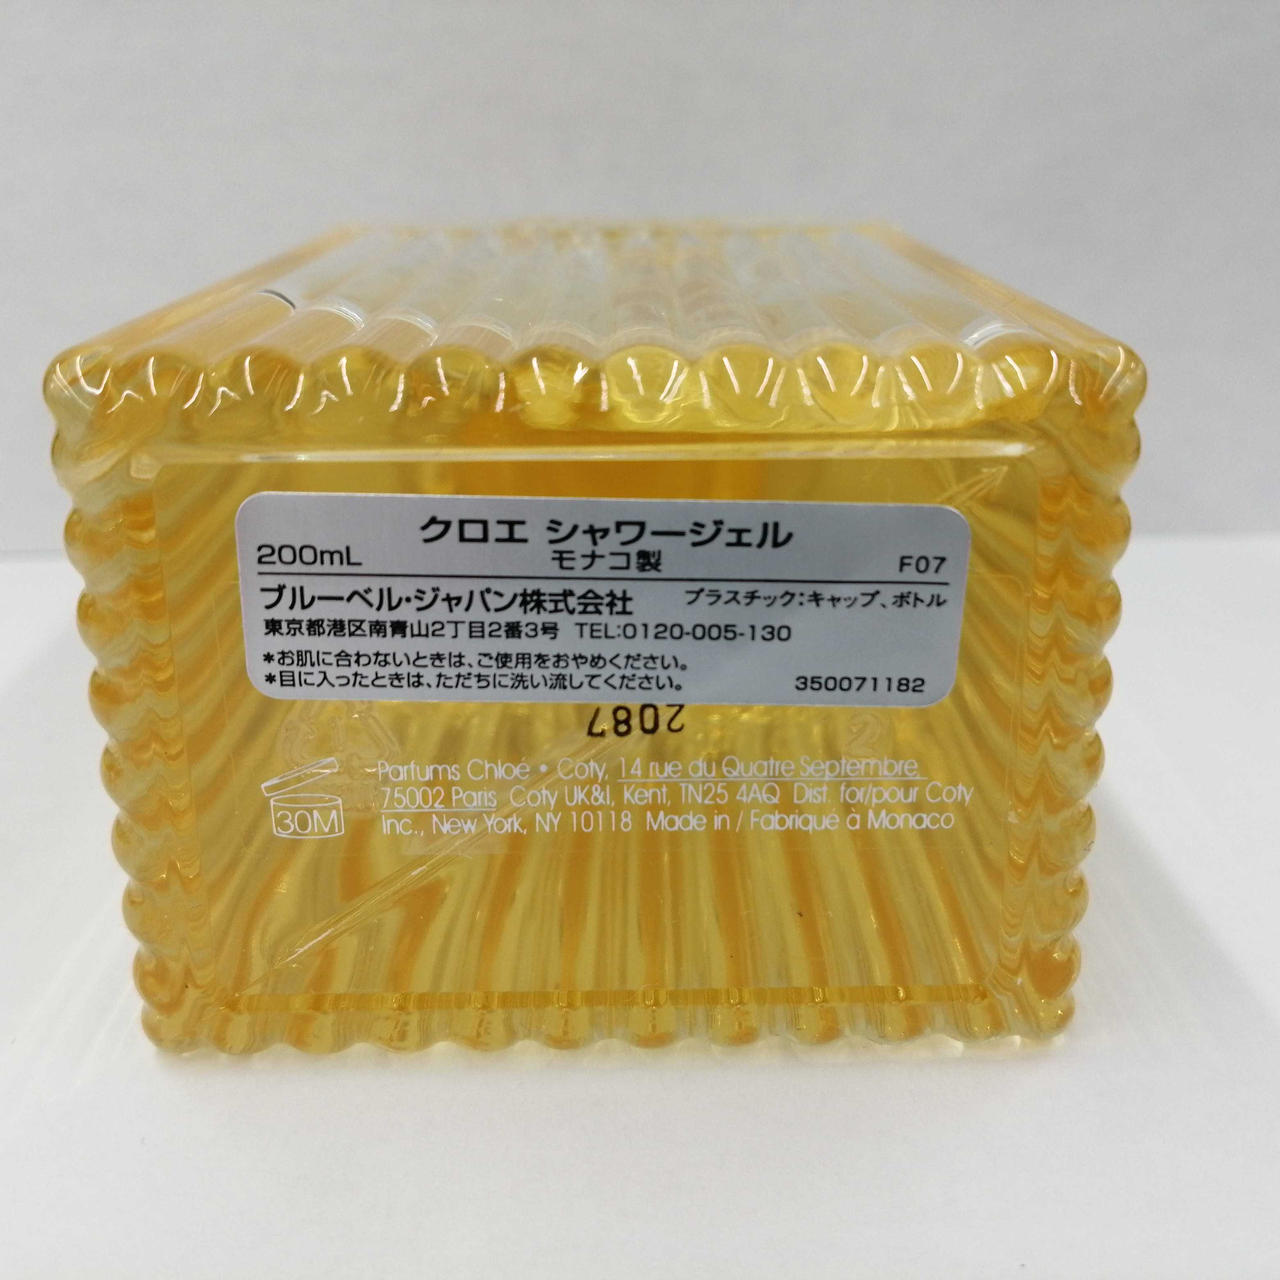 クロエ シャワージェル
200mL モナコ製 F07
ブルーベル・ジャパン株式会社 プラスチック:キャップ、ボトル
東京都港区南青山2丁目2番3号 TEL:0120-005-130
*お肌に合わないときは、ご使用をおやめください。
*目に入ったときは、ただちに洗い流してください。 350071182
2087
Parfums Chloé • Coty, 14 rue du Quatre Septembre,
75002 Paris Coty UK&I, Kent, TN25 4AQ Dist. for/pour Coty
30M Inc., New York, NY 10118 Made in / Fabriqué à Monaco